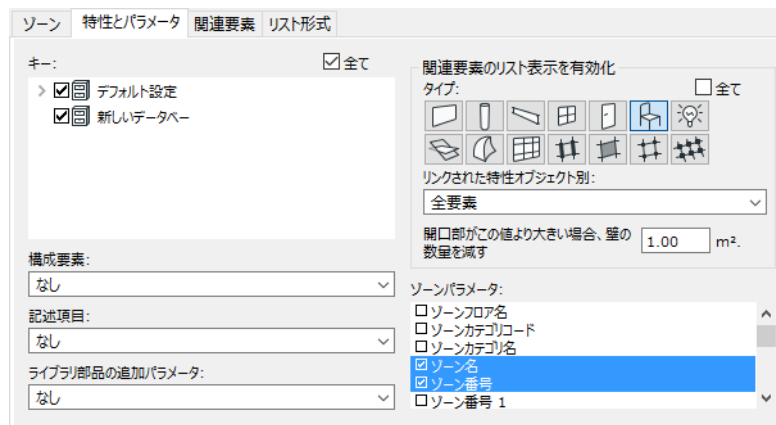 ゾーン 特性とパラメータ 関連要素 リスト形式
キー: 全て
デフォルト設定
新しいデータベー
構成要素:
なし
記述項目:
なし
ライブラリ部品の追加パラメータ:
なし
関連要素のリスト表示を有効化
タイプ: 全て
リンクされた特性オブジェクト別:
全要素
開口部がこの値より大きい場合、壁の
数量を減す
1.00 m².
ゾーンパラメータ:
ゾーンフロア名
ゾーンカテゴリコード
ゾーンカテゴリ名
ゾーン名
ゾーン番号
ゾーン番号 1